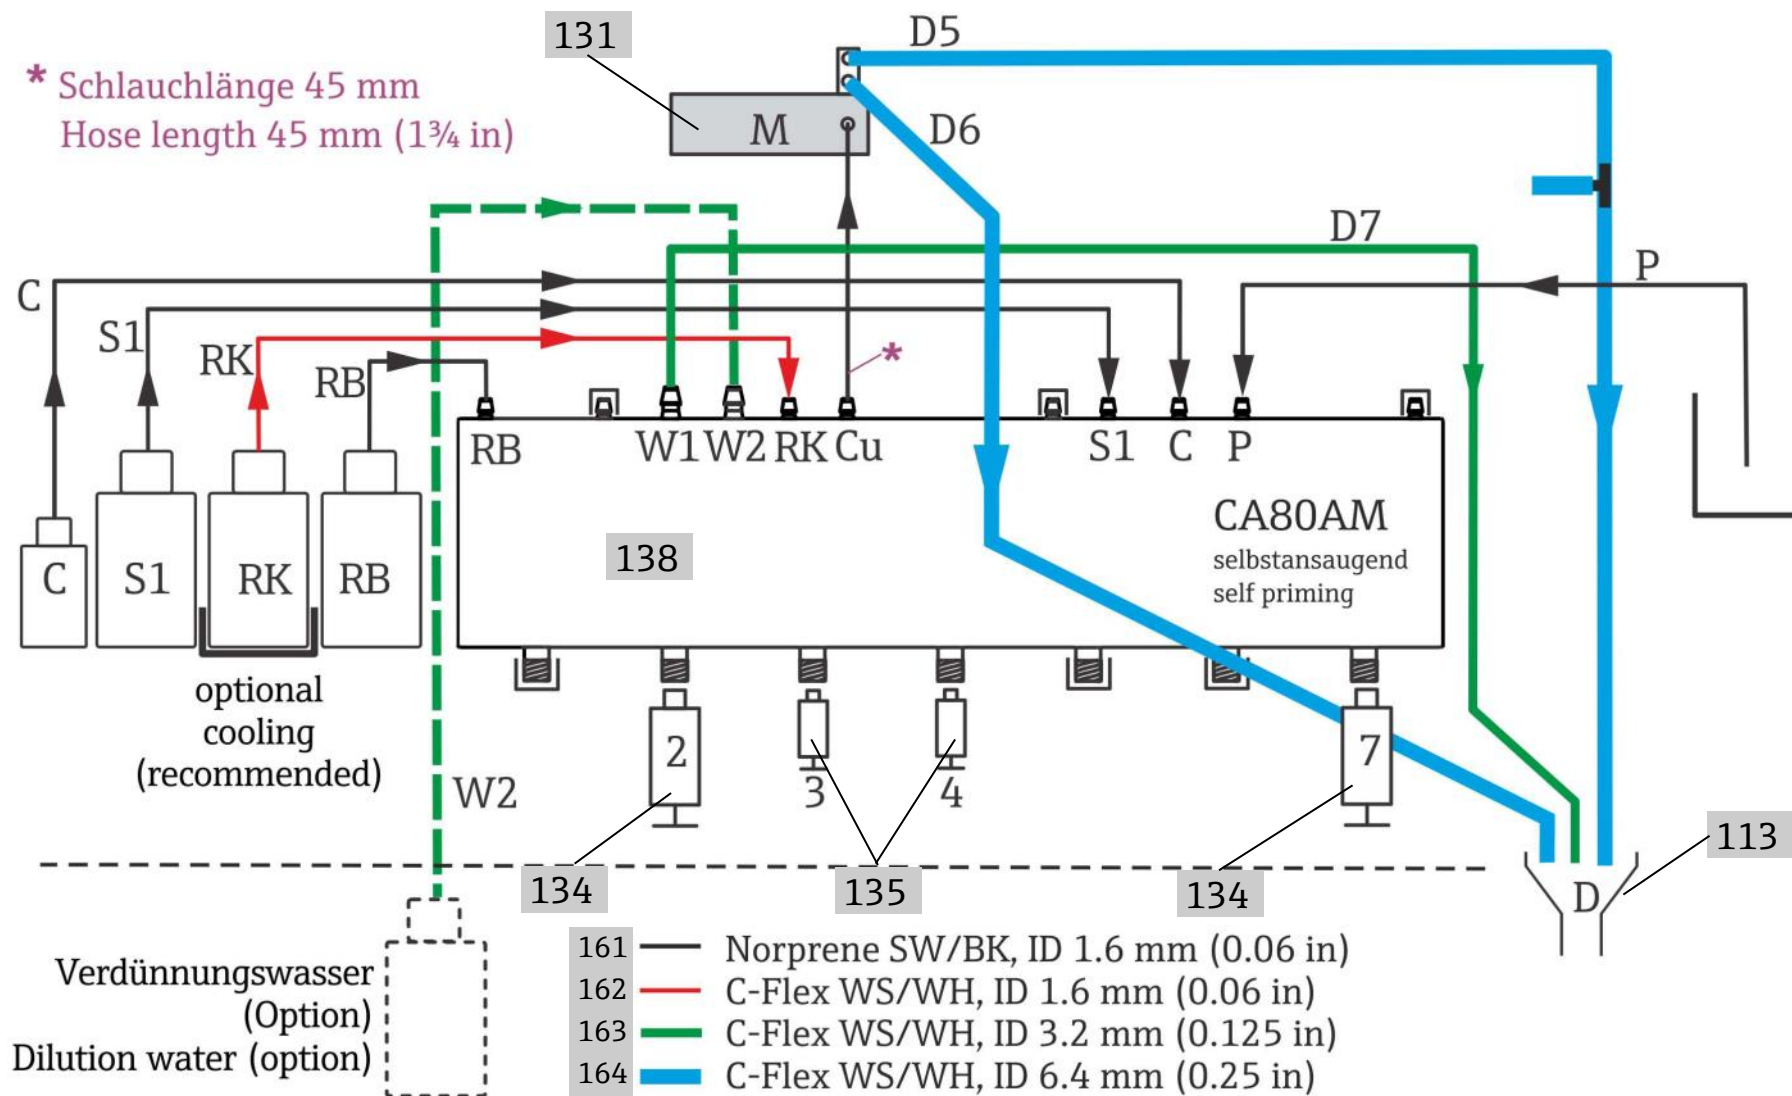 131
D5
* Schlauchlänge 45 mm
Hose length 45 mm (1¾ in)
M
D6
D7
P
C
S1
RK
RB
*
RB
W1
W2
RK
Cu
S1
C
P
CA80AM
selbstansaugend
self priming
138
C
S1
RK
RB
optional
cooling
(recommended)
W2
2
3
4
7
134
135
134
113
D
161 Norprene SW/BK, ID 1.6 mm (0.06 in)
162 C-Flex WS/WH, ID 1.6 mm (0.06 in)
163 C-Flex WS/WH, ID 3.2 mm (0.125 in)
164 C-Flex WS/WH, ID 6.4 mm (0.25 in)
Verdünnungswasser
(Option)
Dilution water (option)